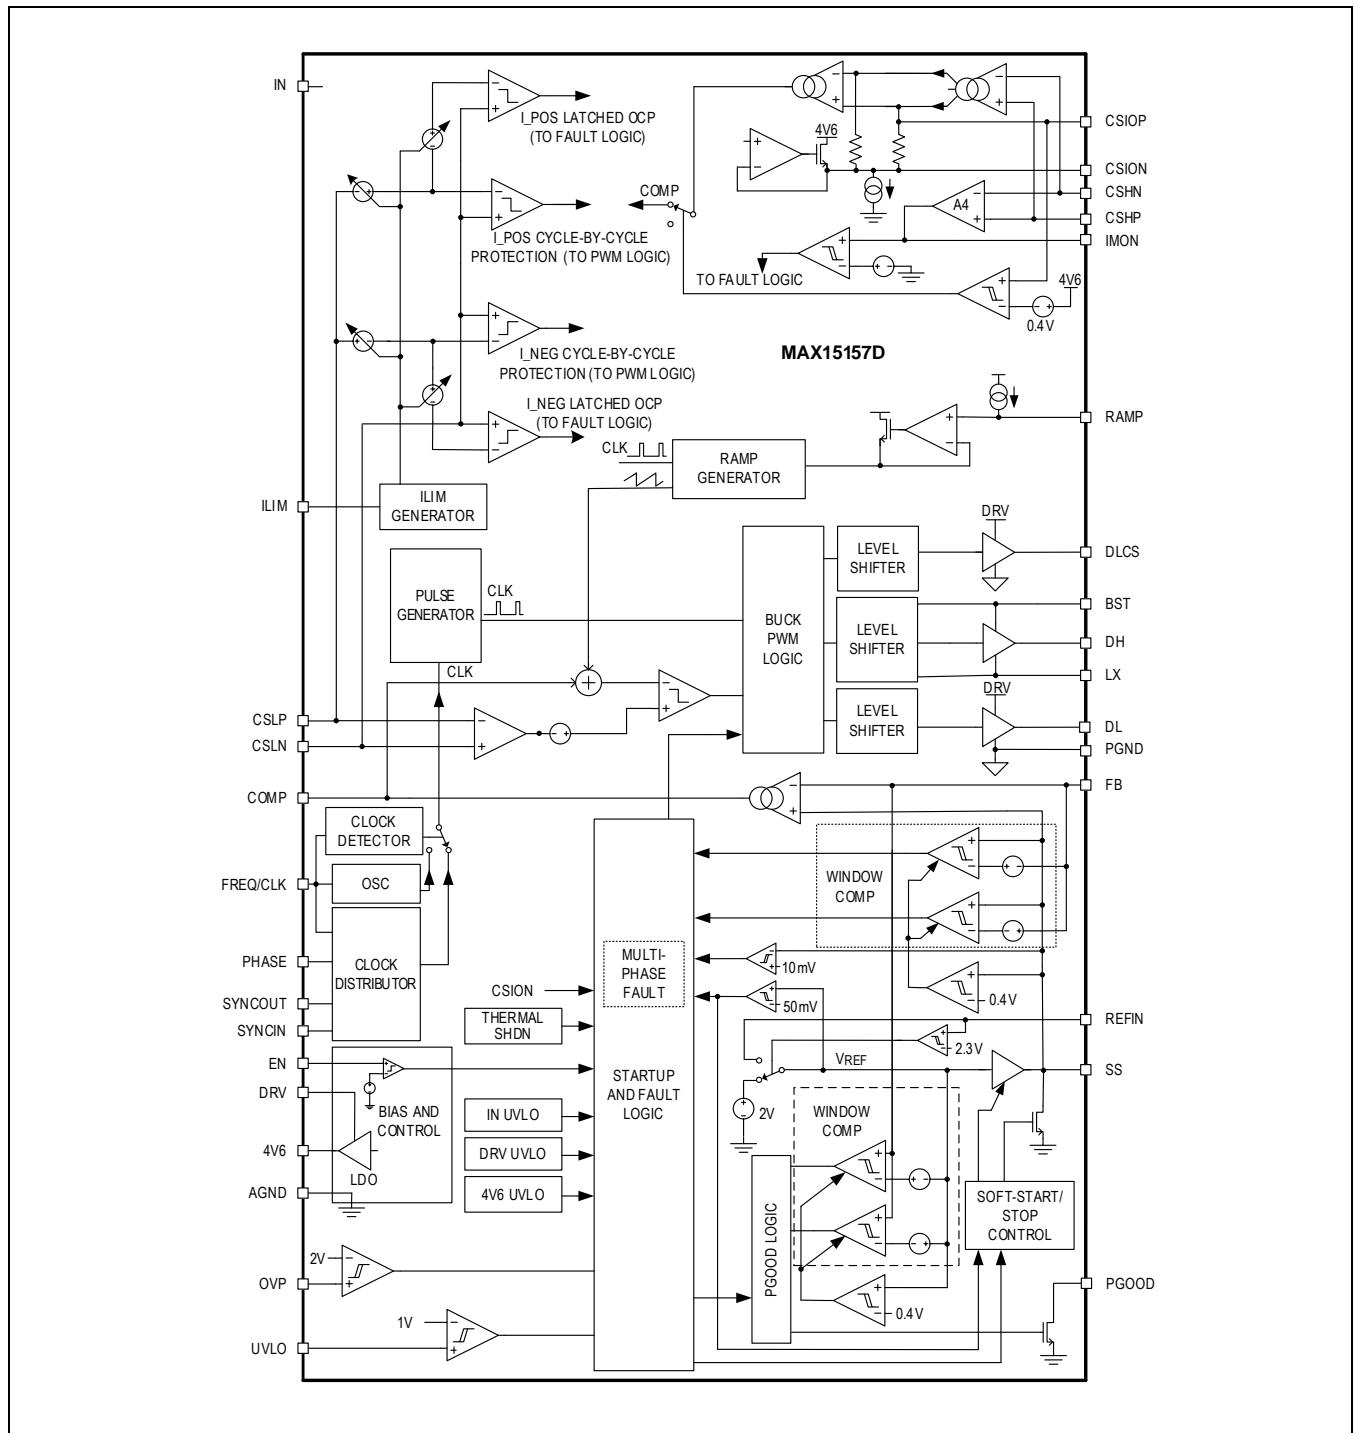 IN
I_POS LATCHED OCP
(TO FAULT LOGIC)
4V6
CSIOP
CSION
CSHN
A4
CSHP
COMP
IMON
I_POS CYCLE-BY-CYCLE
PROTECTION (TO PWM LOGIC)
TO FAULT LOGIC
4V6
0.4V
MAX15157D
I_NEG CYCLE-BY-CYCLE
PROTECTION (TO PWM LOGIC)
I_NEG LATCHED OCP
(TO FAULT LOGIC)
RAMP
CLK
RAMP
GENERATOR
ILIM
ILIM
GENERATOR
DRV
LEVEL
SHIFTER
DLCS
PULSE
GENERATOR
CLK
BUCK
PWM
LOGIC
LEVEL
SHIFTER
BST
DH
LX
CLK
DRV
LEVEL
SHIFTER
DL
PGND
CSLP
CSLN
COMP
FB
CLOCK
DETECTOR
FREQ/CLK
OSC
WINDOW
COMP
PHASE
CLOCK
DISTRIBUTOR
SYNCOUT
SYNCIN
MULTI-
PHASE
FAULT
10mV
50mV
0.4V
CSION
THERMAL
SHDN
REFIN
2.3V
EN
DRV
BIAS AND
CONTROL
4V6
LDO
AGND
STARTUP
AND FAULT
LOGIC
VREF
SS
2V
IN UVLO
DRV UVLO
4V6 UVLO
WINDOW
COMP
SOFT-START/
STOP
CONTROL
PGOOD LOGIC
2V
OVP
0.4V
PGOOD
1V
UVLO